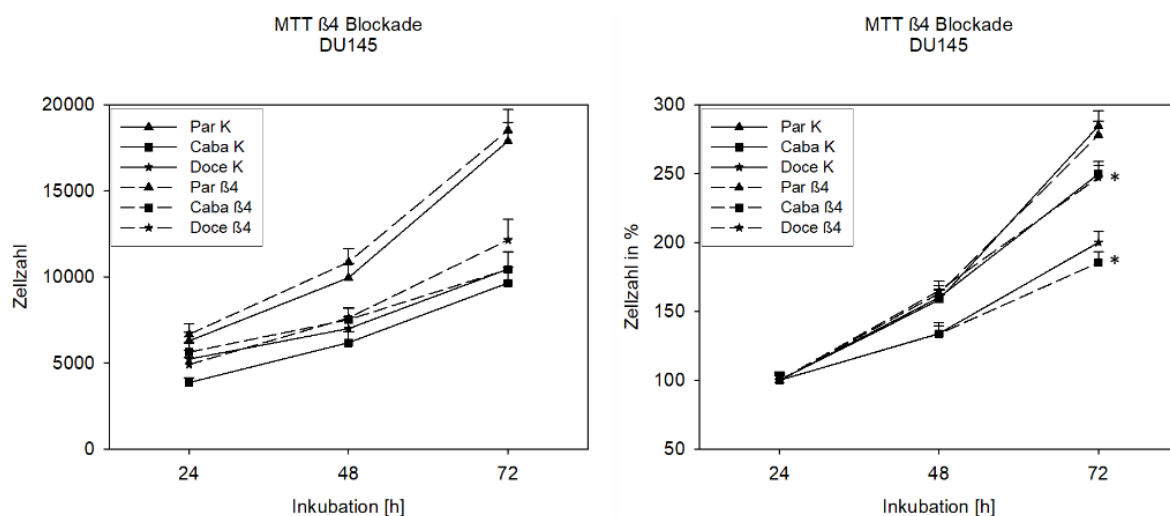 MTT ß4 Blockade
DU145
Zellzahl
20000
15000
10000
5000
0
Par K
Caba K
Doce K
Par ß4
Caba ß4
Doce ß4
24
48
72
Inkubation [h]
MTT ß4 Blockade
DU145
Zellzahl in %
300
250
200
150
100
50
Par K
Caba K
Doce K
Par ß4
Caba ß4
Doce ß4
*
*
24
48
72
Inkubation [h]